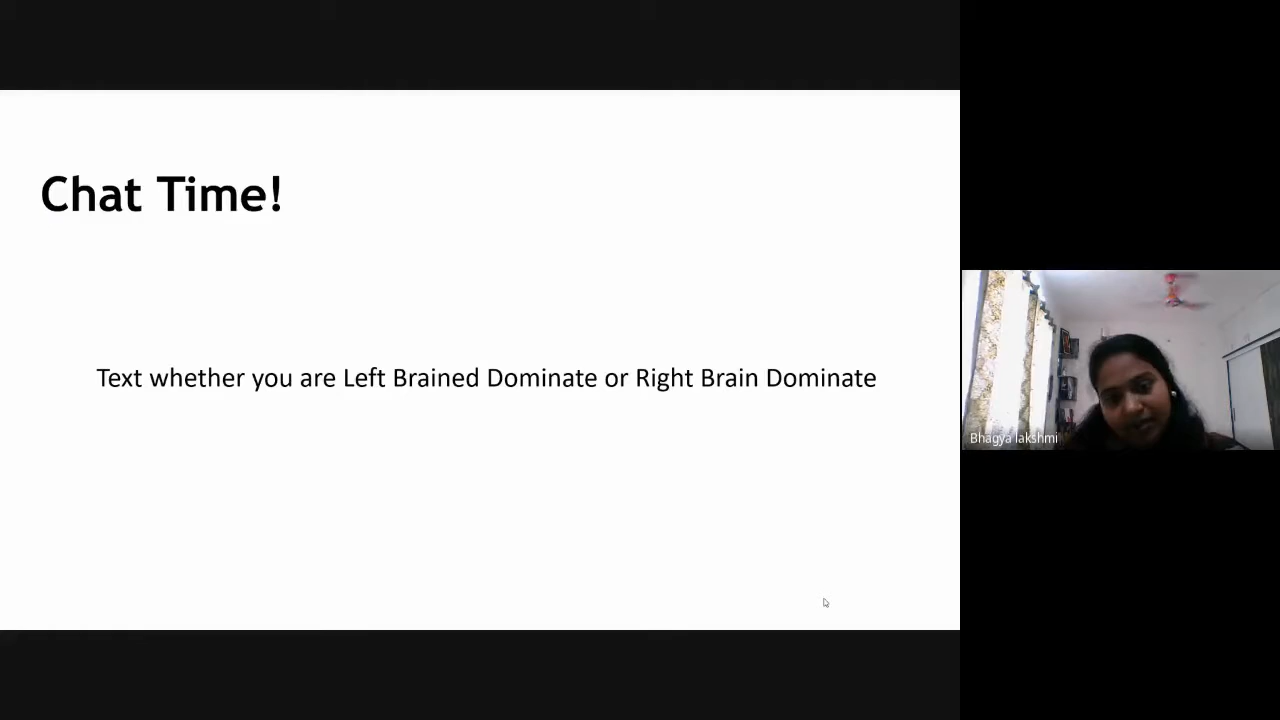 Chat Time!
Text whether you are Left Brained Dominate or Right Brain Dominate
Bhagya lakshmi